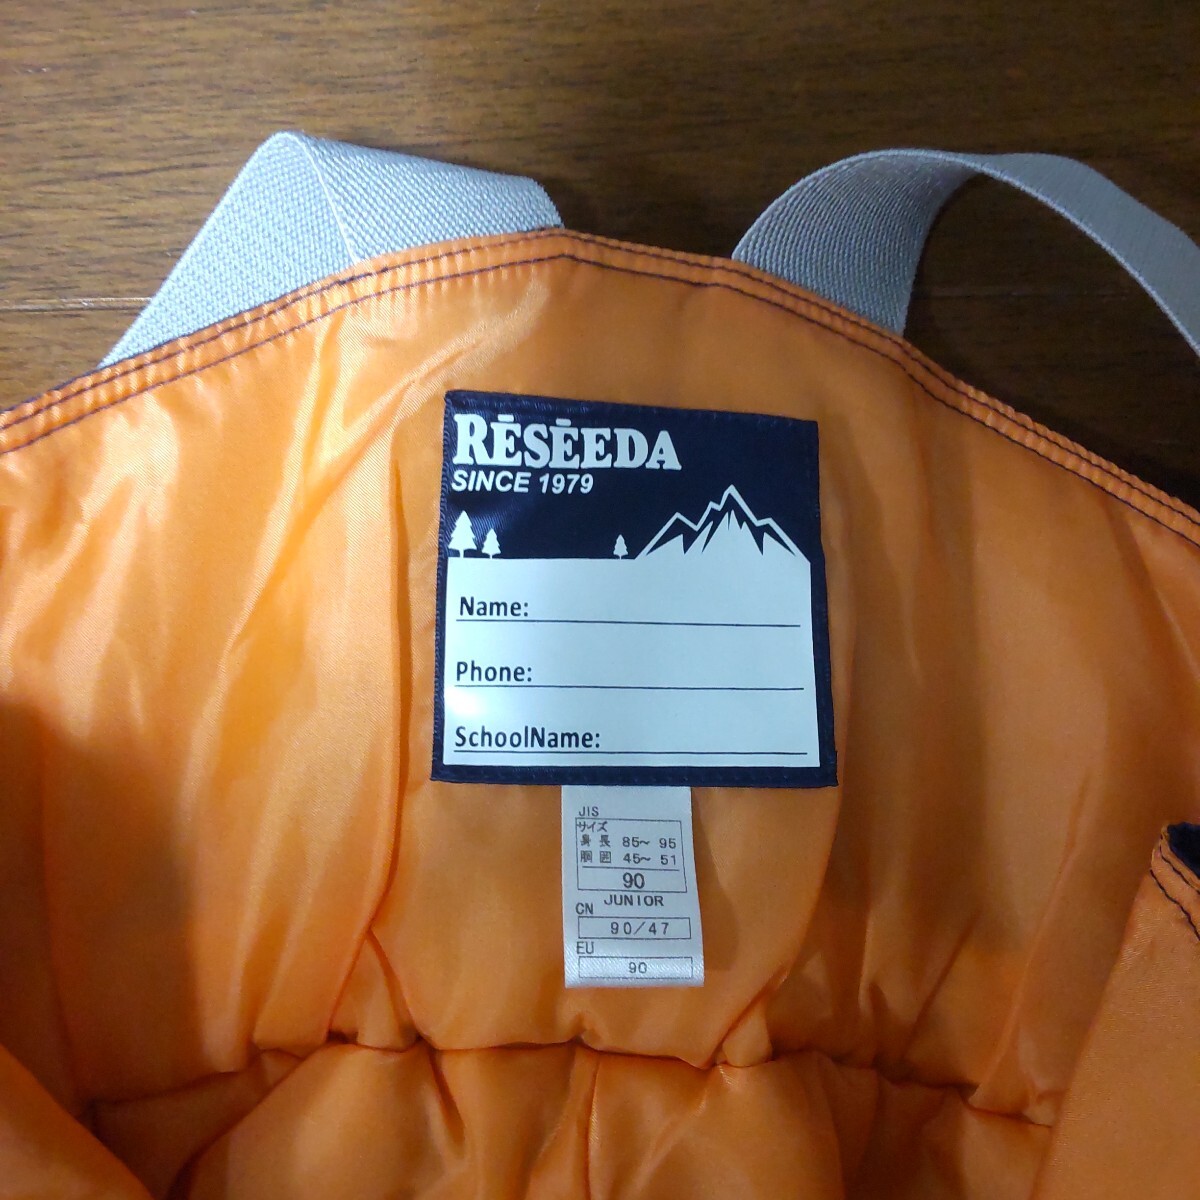 RĒSĒEDA
SINCE 1979
Name:
Phone:
SchoolName:
JIS
サイズ
身長 85~95
胴囲 45~51
90
JUNIOR
CN
90/47
EU
90